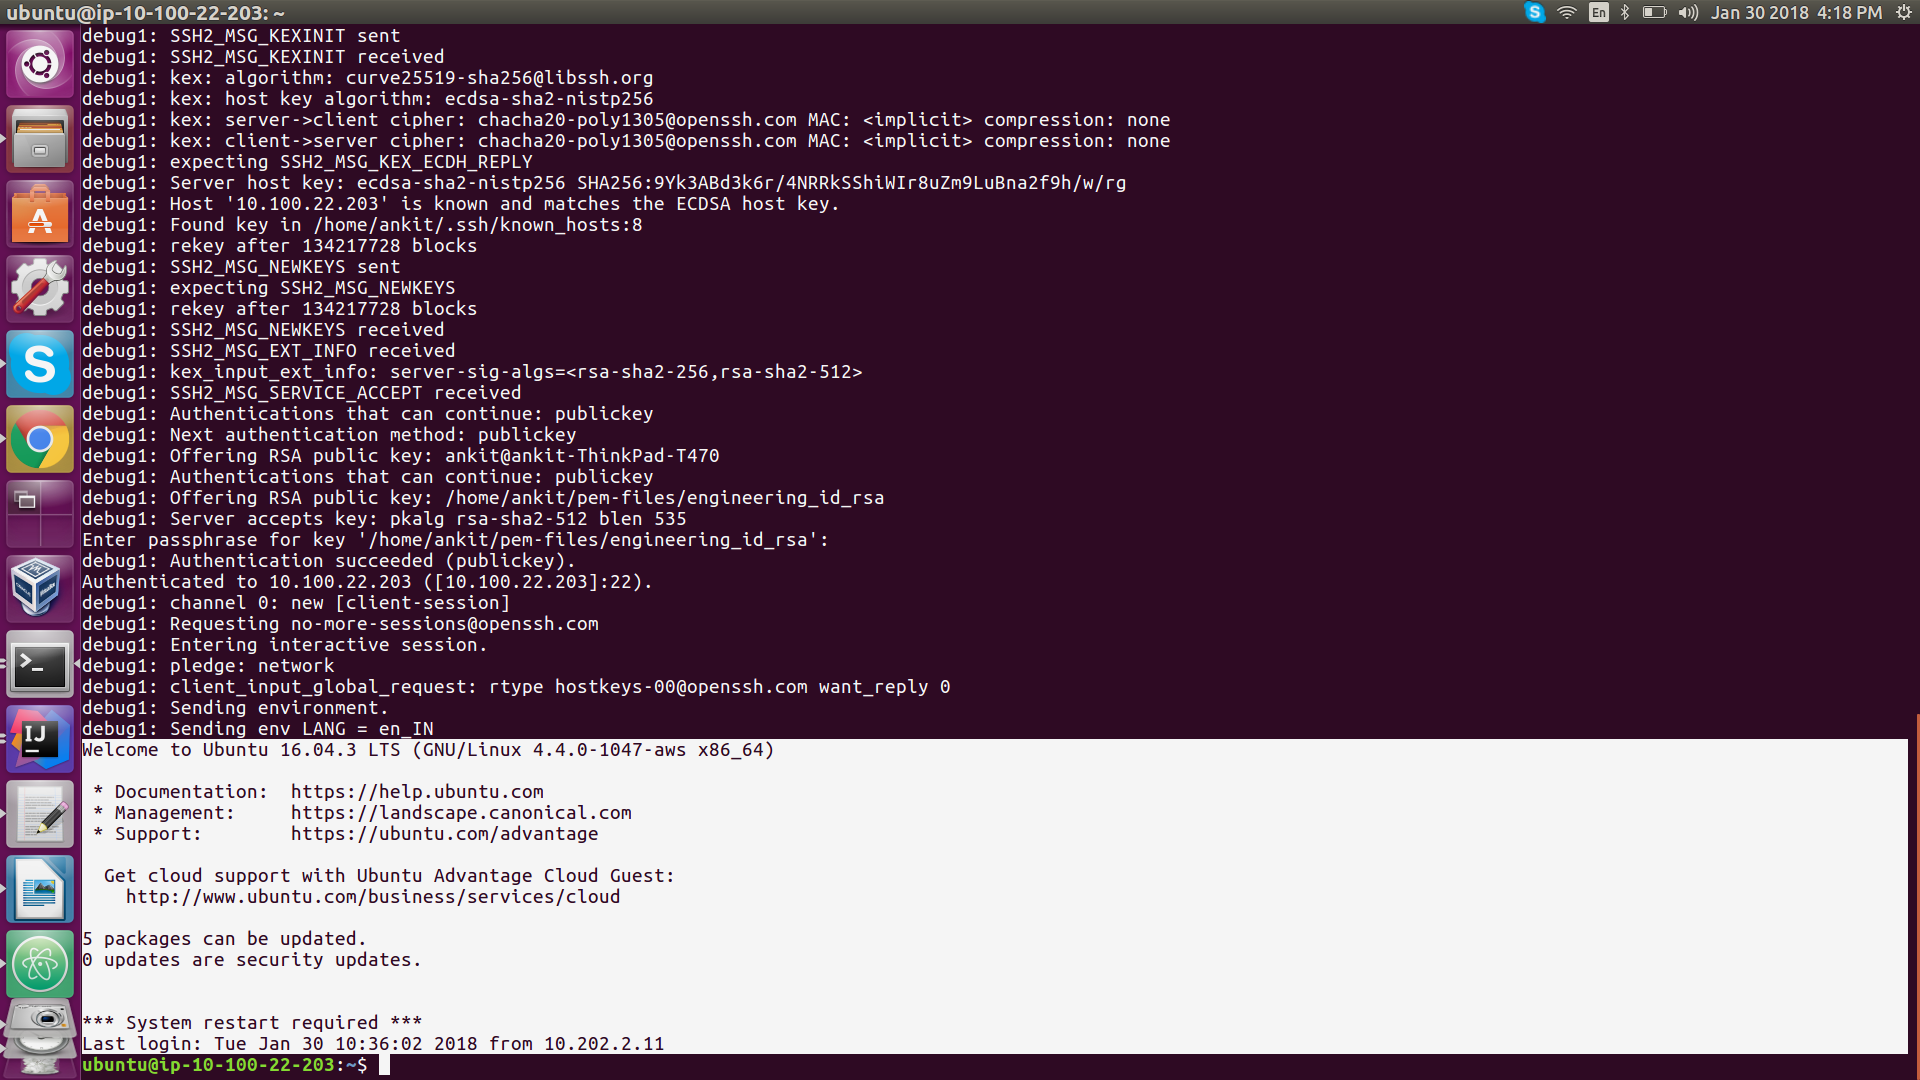 ubuntu@ip-10-100-22-203: ~
En
Jan 30 2018 4:18 PM
debug1: SSH2_MSG_KEXINIT sent
debug1: SSH2_MSG_KEXINIT received
debug1: kex: algorithm: curve25519-sha256@libssh.org
debug1: kex: host key algorithm: ecdsa-sha2-nistp256
debug1: kex: server->client cipher: chacha20-poly1305@openssh.com MAC: <implicit> compression: none
debug1: kex: client->server cipher: chacha20-poly1305@openssh.com MAC: <implicit> compression: none
debug1: expecting SSH2_MSG_KEX_ECDH_REPLY
debug1: Server host key: ecdsa-sha2-nistp256 SHA256:9Yk3ABd3k6r/4NRRkSShiWIr8uZm9LuBna2f9h/w/rg
debug1: Host '10.100.22.203' is known and matches the ECDSA host key.
debug1: Found key in /home/ankit/.ssh/known_hosts:8
debug1: rekey after 134217728 blocks
debug1: SSH2_MSG_NEWKEYS sent
debug1: expecting SSH2_MSG_NEWKEYS
debug1: rekey after 134217728 blocks
debug1: SSH2_MSG_NEWKEYS received
debug1: SSH2_MSG_EXT_INFO received
debug1: kex_input_ext_info: server-sig-algs=<rsa-sha2-256,rsa-sha2-512>
debug1: SSH2_MSG_SERVICE_ACCEPT received
debug1: Authentications that can continue: publickey
debug1: Next authentication method: publickey
debug1: Offering RSA public key: ankit@ankit-ThinkPad-T470
debug1: Authentications that can continue: publickey
debug1: Offering RSA public key: /home/ankit/pem-files/engineering_id_rsa
debug1: Server accepts key: pkalg rsa-sha2-512 blen 535
Enter passphrase for key '/home/ankit/pem-files/engineering_id_rsa':
debug1: Authentication succeeded (publickey).
Authenticated to 10.100.22.203 ([10.100.22.203]:22).
debug1: channel 0: new [client-session]
debug1: Requesting no-more-sessions@openssh.com
debug1: Entering interactive session.
debug1: pledge: network
debug1: client_input_global_request: rtype hostkeys-00@openssh.com want_reply 0
debug1: Sending environment.
debug1: Sending env LANG = en_IN
Welcome to Ubuntu 16.04.3 LTS (GNU/Linux 4.4.0-1047-aws x86_64)
* Documentation:  https://help.ubuntu.com
* Management:     https://landscape.canonical.com
* Support:        https://ubuntu.com/advantage
Get cloud support with Ubuntu Advantage Cloud Guest:
http://www.ubuntu.com/business/services/cloud
5 packages can be updated.
0 updates are security updates.
*** System restart required ***
Last login: Tue Jan 30 10:36:02 2018 from 10.202.2.11
ubuntu@ip-10-100-22-203:~$
IJ